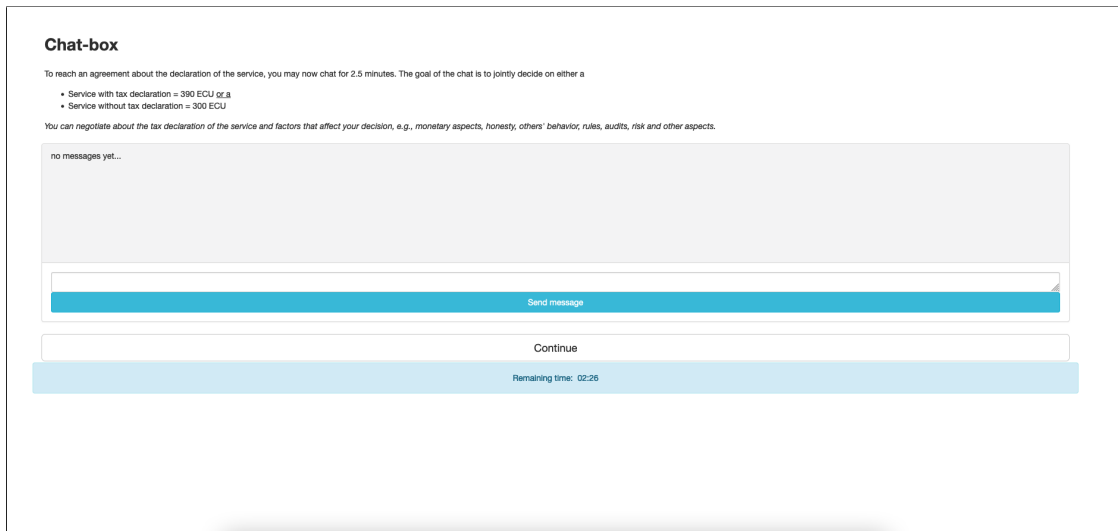 Chat-box
To reach an agreement about the declaration of the service, you may now chat for 2.5 minutes. The goal of the chat is to jointly decide on either a
• Service with tax declaration = 390 ECU or a
• Service without tax declaration = 300 ECU
You can negotiate about the tax declaration of the service and factors that affect your decision, e.g., monetary aspects, honesty, others' behavior, rules, audits, risk and other aspects.
no messages yet...
Send message
Continue
Remaining time: 02:26